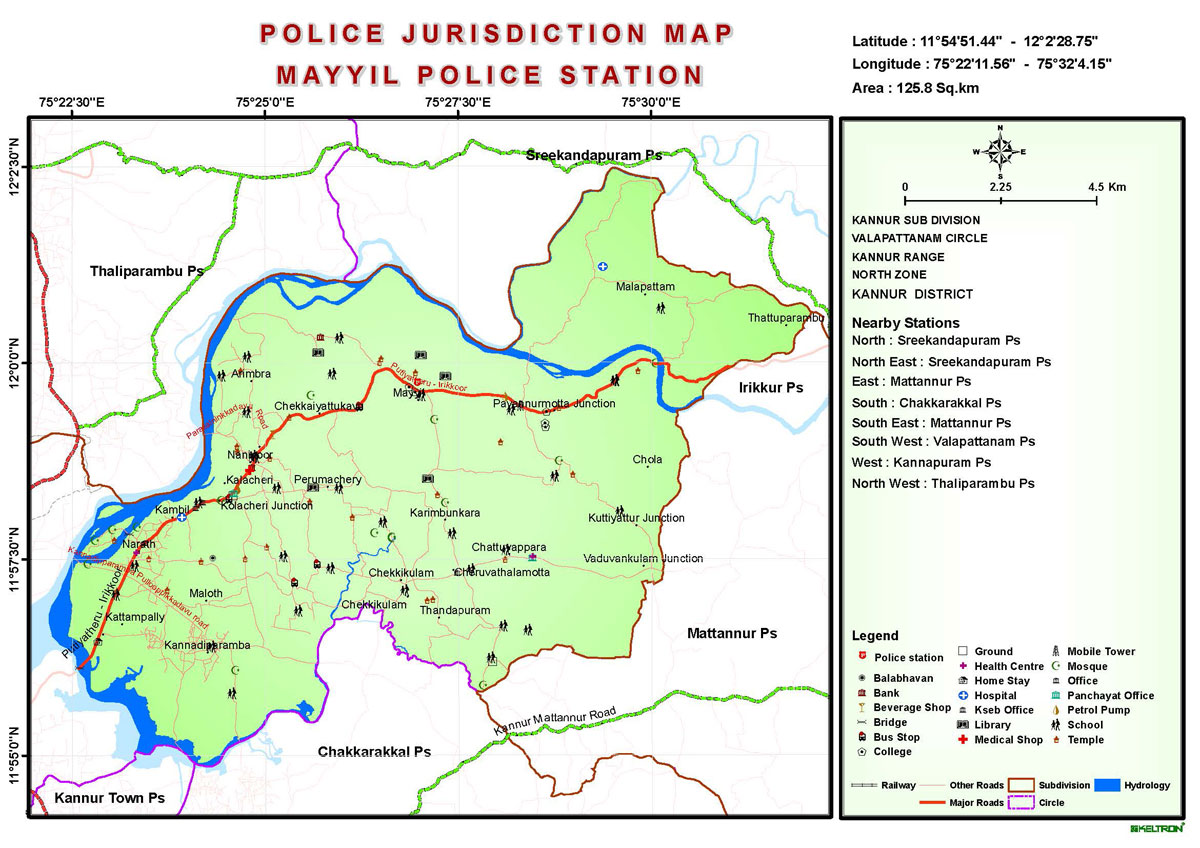 POLICE JURISDICTION MAP
MAYYIL POLICE STATION
Latitude : 11°54'51.44" - 12°2'28.75"
Longitude : 75°22'11.56" - 75°32'4.15"
Area : 125.8 Sq.km
75°22'30"E 75°25'0"E 75°27'30"E 75°30'0"E
12°2'30"N
12°0'0"N
11°57'30"N
11°55'0"N
Sreekandapuram Ps
Thaliparambu Ps
Malapattam
Thattuparambu
Arimbra
Putiyatheru - Irikkoor
Irikkur Ps
Chekkaiyattukaval
Payannurmotta Junction
Road
Chola
Kalacheri
Perumachery
Kolacheri Junction
Kambil
Karimbunkara
Kuttiyattur Junction
Narath
Chattuvappara
Vaduvankulam Junction
Chekkikulam
Cheruvathalamotta
Maloth
Chekkikulam
Thandapuram
Putiyatheru - Irikkoor
Pullooppikkadavu road
Kattampally
Kannadiparamba
Mattannur Ps
Kannur Mattannur Road
Chakkarakkal Ps
Kannur Town Ps
N
W E
S
0 2.25 4.5 Km
KANNUR SUB DIVISION
VALAPATTANAM CIRCLE
KANNUR RANGE
NORTH ZONE
KANNUR DISTRICT
Nearby Stations
North : Sreekandapuram Ps
North East : Sreekandapuram Ps
East : Mattannur Ps
South : Chakkarakkal Ps
South East : Mattannur Ps
South West : Valapattanam Ps
West : Kannapuram Ps
North West : Thaliparambu Ps
Legend
Police station
Balabhavan
Bank
Beverage Shop
Bridge
Bus Stop
College
Ground
Health Centre
Home Stay
Hospital
Kseb Office
Library
Medical Shop
Mobile Tower
Mosque
Office
Panchayat Office
Petrol Pump
School
Temple
Railway Other Roads Subdivision Hydrology
Major Roads Circle
KELTRON